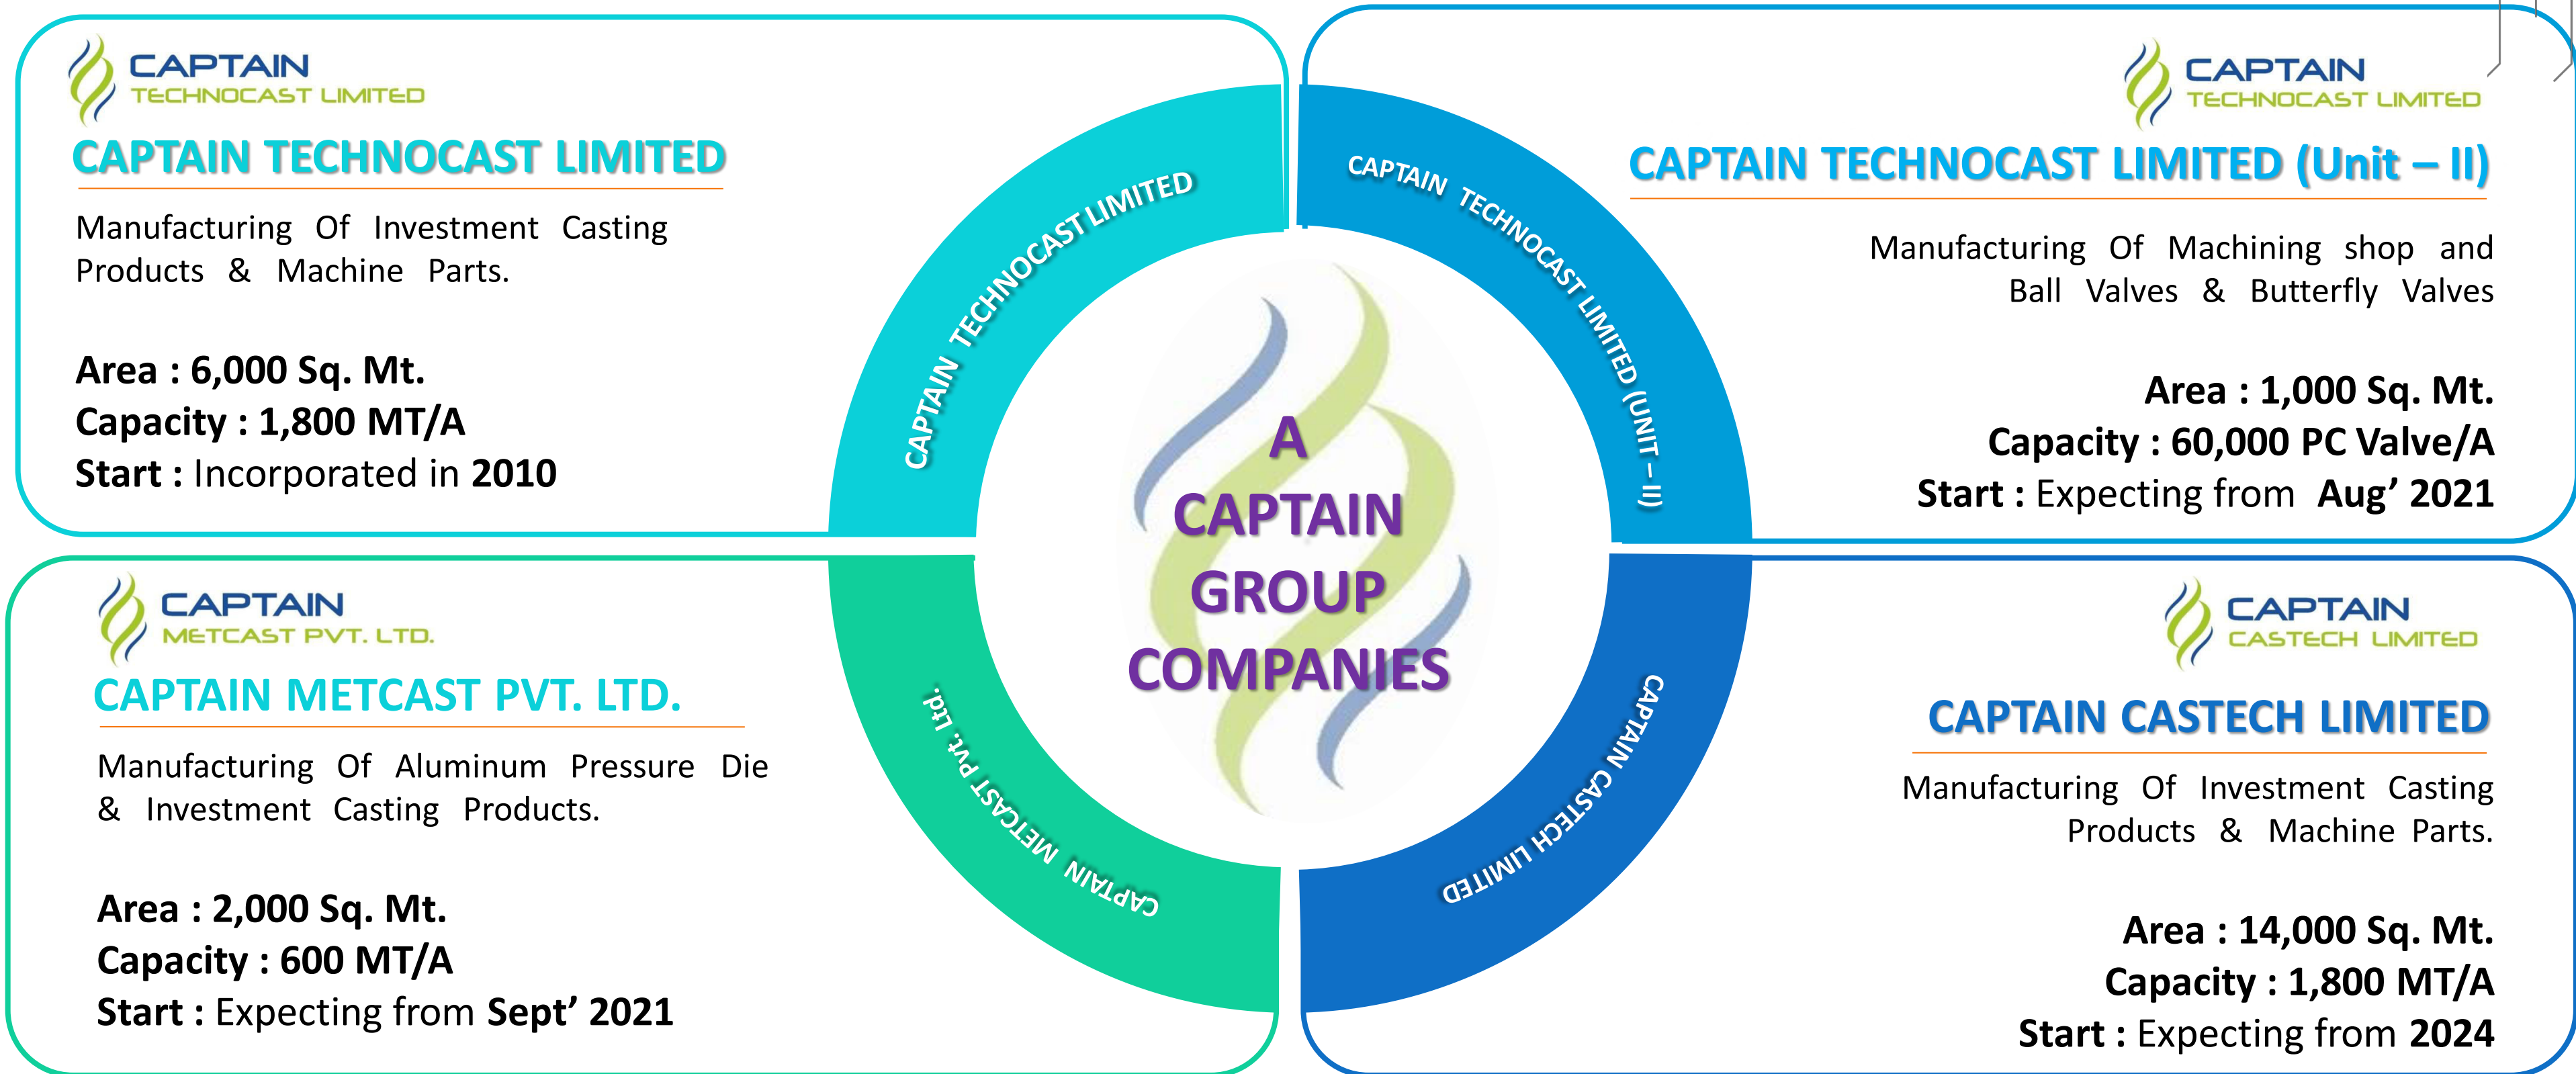 CAPTAIN
TECHNOCAST LIMITED
CAPTAIN TECHNOCAST LIMITED
Manufacturing Of Investment Casting
Products & Machine Parts.
Area : 6,000 Sq. Mt.
Capacity : 1,800 MT/A
Start : Incorporated in 2010
CAPTAIN TECHNOCAST LIMITED
CAPTAIN TECHNOCAST LIMITED (UNIT – II)
CAPTAIN
TECHNOCAST LIMITED
CAPTAIN TECHNOCAST LIMITED (Unit – II)
Manufacturing Of Machining shop and
Ball Valves & Butterfly Valves
Area : 1,000 Sq. Mt.
Capacity : 60,000 PC Valve/A
Start : Expecting from Aug’ 2021
A
CAPTAIN
GROUP
COMPANIES
CAPTAIN
METCAST PVT. LTD.
CAPTAIN METCAST PVT. LTD.
Manufacturing Of Aluminum Pressure Die
& Investment Casting Products.
Area : 2,000 Sq. Mt.
Capacity : 600 MT/A
Start : Expecting from Sept’ 2021
CAPTAIN METCAST Pvt. Ltd.
CAPTAIN CASTECH LIMITED
CAPTAIN
CASTECH LIMITED
CAPTAIN CASTECH LIMITED
Manufacturing Of Investment Casting
Products & Machine Parts.
Area : 14,000 Sq. Mt.
Capacity : 1,800 MT/A
Start : Expecting from 2024